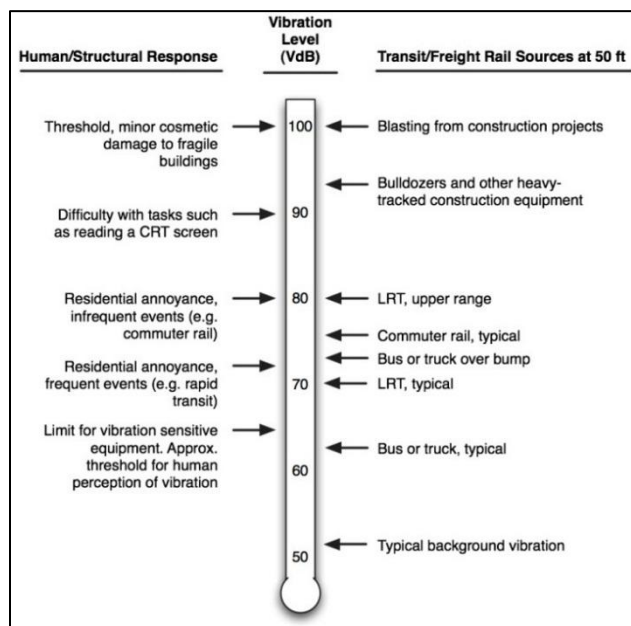 Vibration
Level
(VdB)
Human/Structural Response
Transit/Freight Rail Sources at 50 ft
Threshold, minor cosmetic
damage to fragile
buildings
100
Blasting from construction projects
Bulldozers and other heavy-
tracked construction equipment
Difficulty with tasks such
as reading a CRT screen
90
Residential annoyance,
infrequent events (e.g.
commuter rail)
80
LRT, upper range
Commuter rail, typical
Bus or truck over bump
Residential annoyance,
frequent events (e.g. rapid
transit)
70
LRT, typical
Limit for vibration sensitive
equipment. Approx.
threshold for human
perception of vibration
Bus or truck, typical
60
Typical background vibration
50